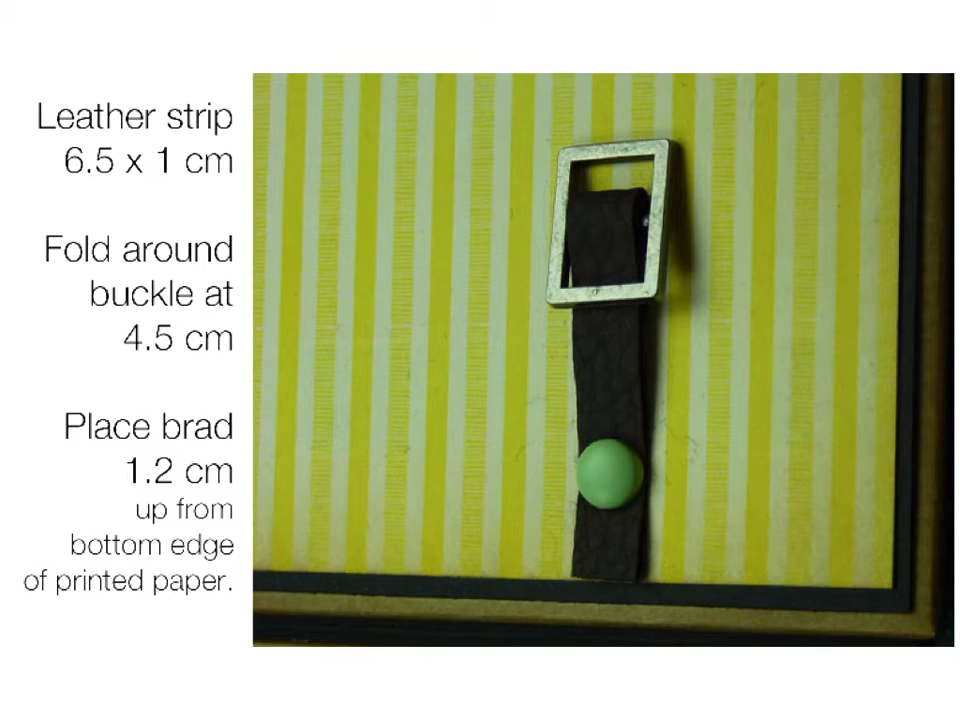 Leather strip
6.5 x 1 cm
Fold around
buckle at
4.5 cm
Place brad
1.2 cm
up from
bottom edge
of printed paper.